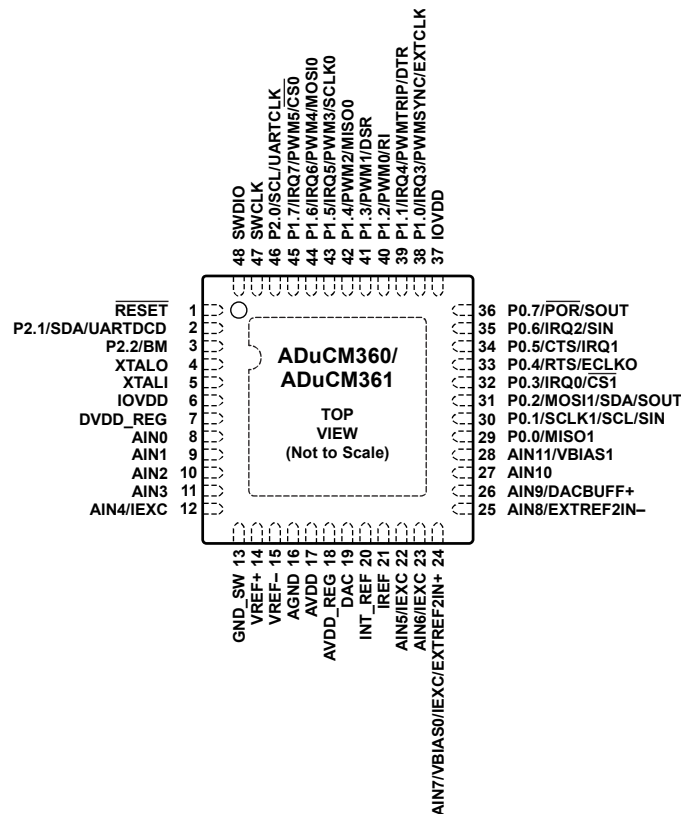 48 SWDIO
47 SWCLK
46 P2.0/SCL/UARTCLK
45 P1.7/IRQ7/PWM5/CS0
44 P1.6/IRQ6/PWM4/MOSI0
43 P1.5/IRQ5/PWM3/SCLK0
42 P1.4/PWM2/MISO0
41 P1.3/PWM1/DSR
40 P1.2/PWM0/RI
39 P1.1/IRQ4/PWMTRIP/DTR
38 P1.0/IRQ3/PWMSYNC/EXTCLK
37 IOVDD
RESET 1
P2.1/SDA/UARTDCD 2
P2.2/BM 3
XTALO 4
XTALI 5
IOVDD 6
DVDD_REG 7
AIN0 8
AIN1 9
AIN2 10
AIN3 11
AIN4/IEXC 12
ADuCM360/
ADuCM361
TOP
VIEW
(Not to Scale)
36 P0.7/POR/SOUT
35 P0.6/IRQ2/SIN
34 P0.5/CTS/IRQ1
33 P0.4/RTS/ECLKO
32 P0.3/IRQ0/CS1
31 P0.2/MOSI1/SDA/SOUT
30 P0.1/SCLK1/SCL/SIN
29 P0.0/MISO1
28 AIN11/VBIAS1
27 AIN10
26 AIN9/DACBUFF+
25 AIN8/EXTREF2IN–
GND_SW 13
VREF+ 14
VREF– 15
AGND 16
AVDD 17
AVDD_REG 18
DAC 19
INT_REF 20
IREF 21
AIN5/IEXC 22
AIN6/IEXC 23
AIN7/VBIAS0/IEXC/EXTREF2IN+ 24